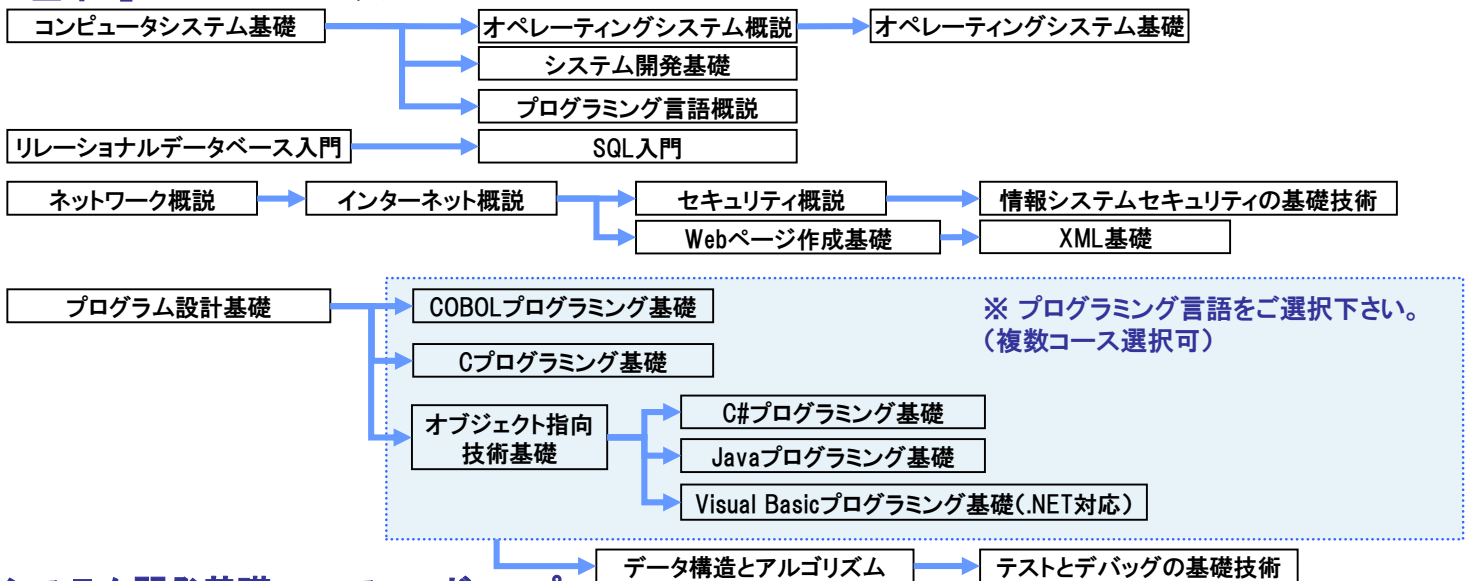 コンピュータシステム基礎 オペレーティングシステム概説 オペレーティングシステム基礎
システム開発基礎
プログラミング言語概説
リレーショナルデータベース入門 SQL入門
ネットワーク概説 インターネット概説 セキュリティ概説 情報システムセキュリティの基礎技術
Webページ作成基礎 XML基礎
プログラム設計基礎 COBOLプログラミング基礎 ※ プログラミング言語をご選択下さい。
（複数コース選択可）
Cプログラミング基礎
オブジェクト指向
技術基礎
C#プログラミング基礎
Javaプログラミング基礎
Visual Basicプログラミング基礎(.NET対応)
データ構造とアルゴリズム テストとデバッグの基礎技術